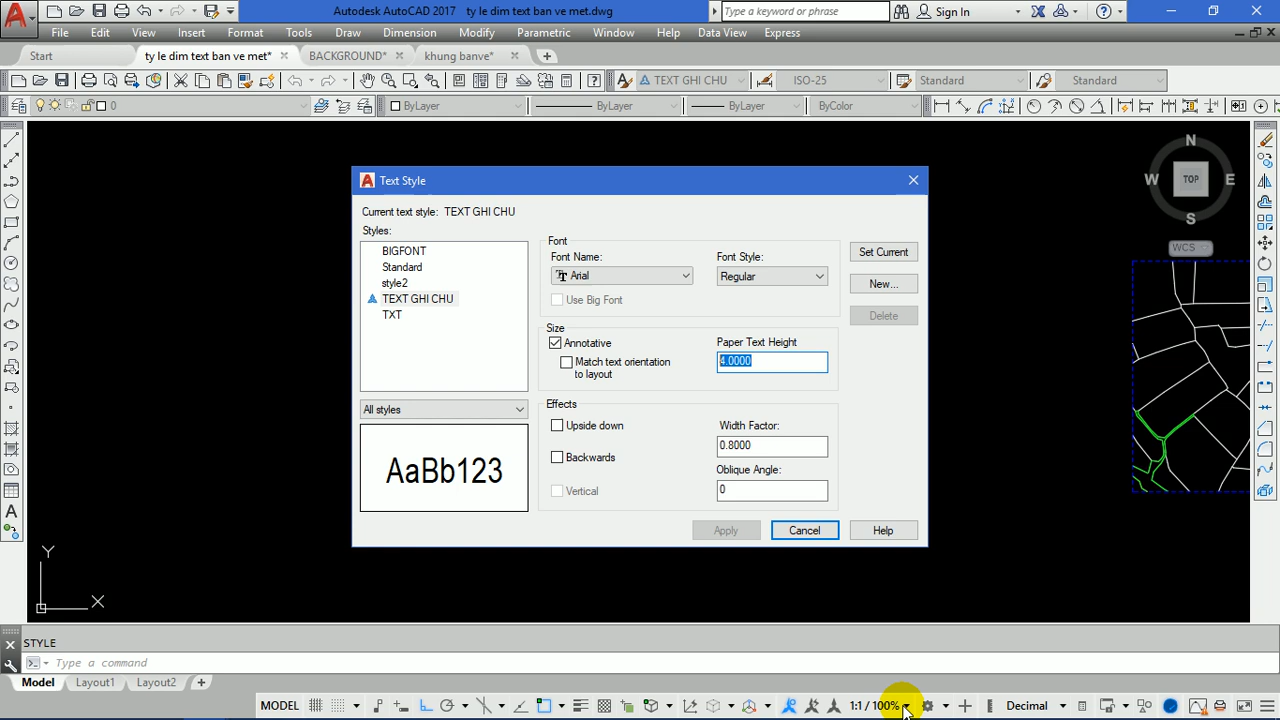 Autodesk AutoCAD 2017 ty le dim text ban ve met.dwg
Type a keyword or phrase
Sign In
File Edit View Insert Format Tools Draw Dimension Modify Parametric Window Help Data View Express
Start ty le dim text ban ve met* BACKGROUND* khung banve*
TEXT GHI CHU ISO-25 Standard Standard
0 ByLayer ByLayer ByLayer ByColor
N
W TOP E
S
WCS
Text Style
Current text style: TEXT GHI CHU
Styles:
BIGFONT
Standard
style2
TEXT GHI CHU
TXT
All styles
AaBb123
Font
Font Name:
Arial
Use Big Font
Font Style:
Regular
Size
Annotative
Match text orientation
to layout
Paper Text Height
4.0000
Effects
Upside down
Backwards
Vertical
Width Factor:
0.8000
Oblique Angle:
0
Set Current
New...
Delete
Apply Cancel Help
Y
X
STYLE
Type a command
Model Layout1 Layout2
MODEL 1:1 / 100% Decimal